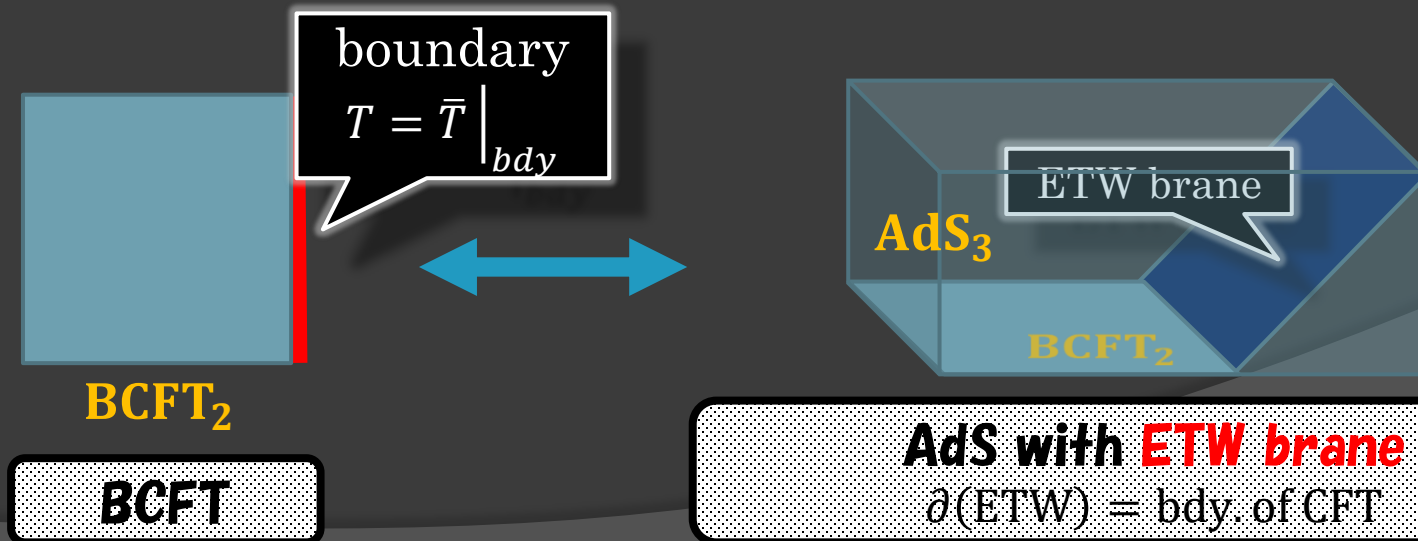 boundary
T = T̄ |bdy
BCFT₂
BCFT
ETW brane
AdS₃
BCFT₂
AdS with ETW brane
∂(ETW) = bdy. of CFT